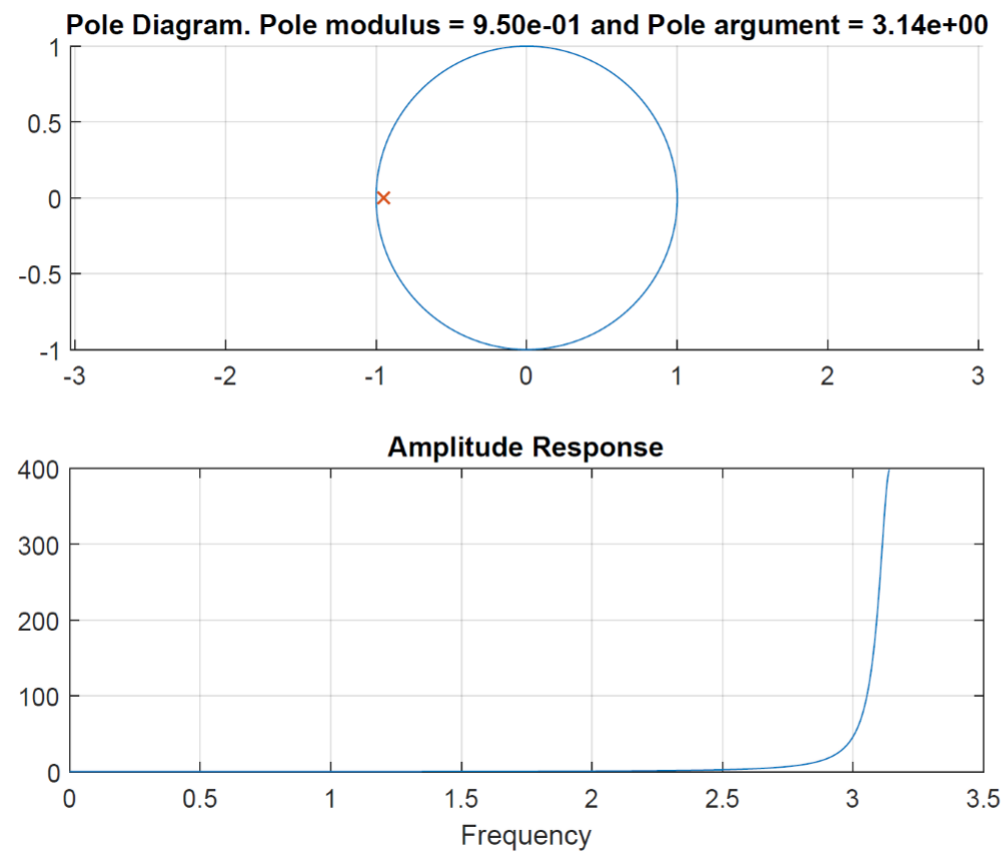 Pole Diagram. Pole modulus = 9.50e-01 and Pole argument = 3.14e+00
1
0.5
0
-0.5
-1
-3 -2 -1 0 1 2 3
Amplitude Response
400
300
200
100
0
0 0.5 1 1.5 2 2.5 3 3.5
Frequency